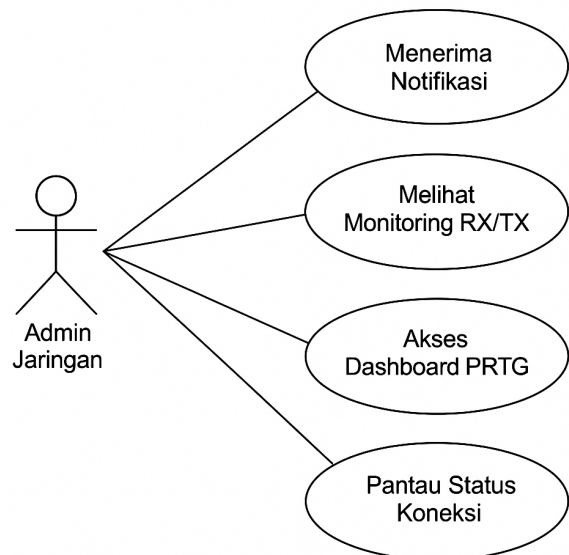 Menerima
Notifikasi
Melihat
Monitoring RX/TX
Admin
Jaringan
Akses
Dashboard PRTG
Pantau Status
Koneksi